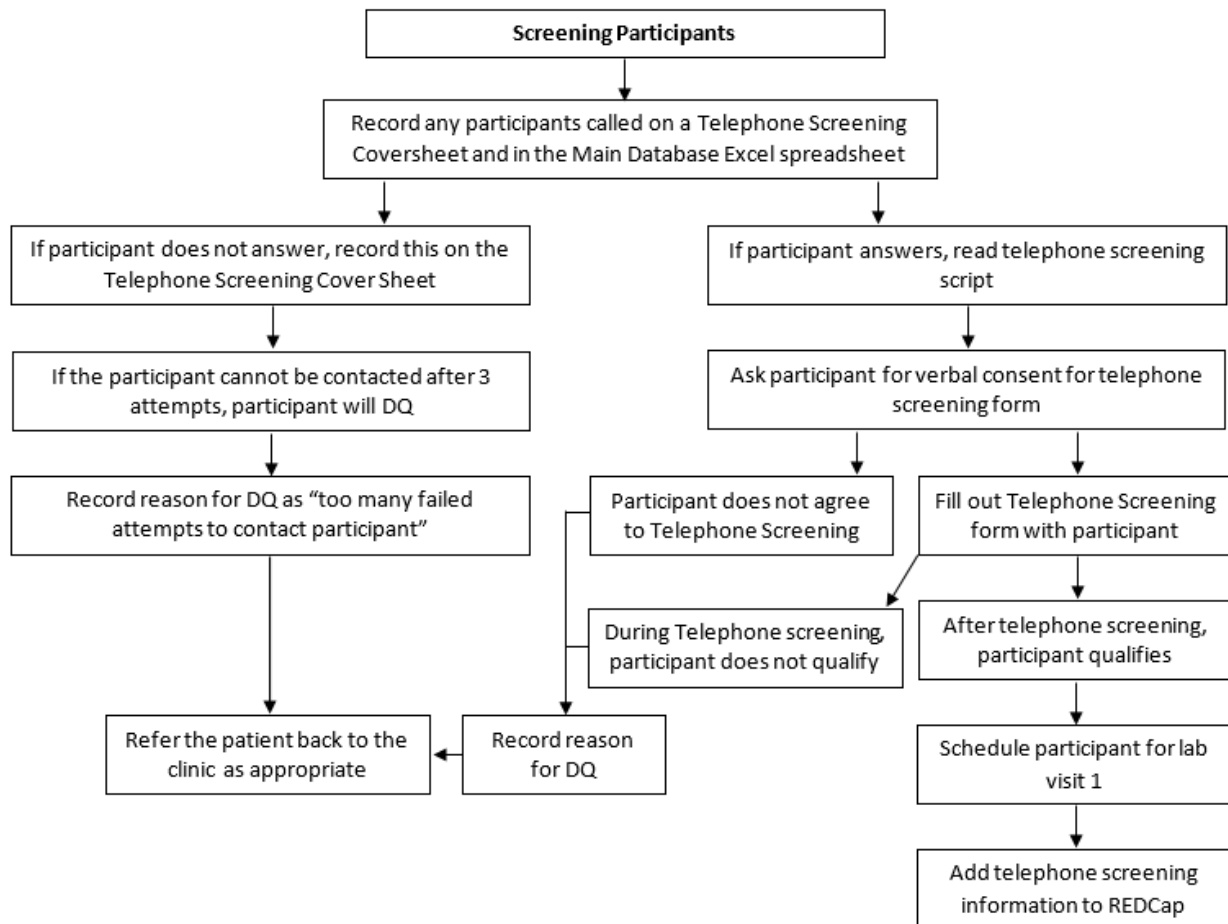 Screening Participants
Record any participants called on a Telephone Screening
Coversheet and in the Main Database Excel spreadsheet
If participant does not answer, record this on the
Telephone Screening Cover Sheet
If participant answers, read telephone screening
script
If the participant cannot be contacted after 3
attempts, participant will DQ
Ask participant for verbal consent for telephone
screening form
Record reason for DQ as “too many failed
attempts to contact participant”
Participant does not agree
to Telephone Screening
Fill out Telephone Screening
form with participant
During Telephone screening,
participant does not qualify
After telephone screening,
participant qualifies
Refer the patient back to the
clinic as appropriate
Record reason
for DQ
Schedule participant for lab
visit 1
Add telephone screening
information to REDCap